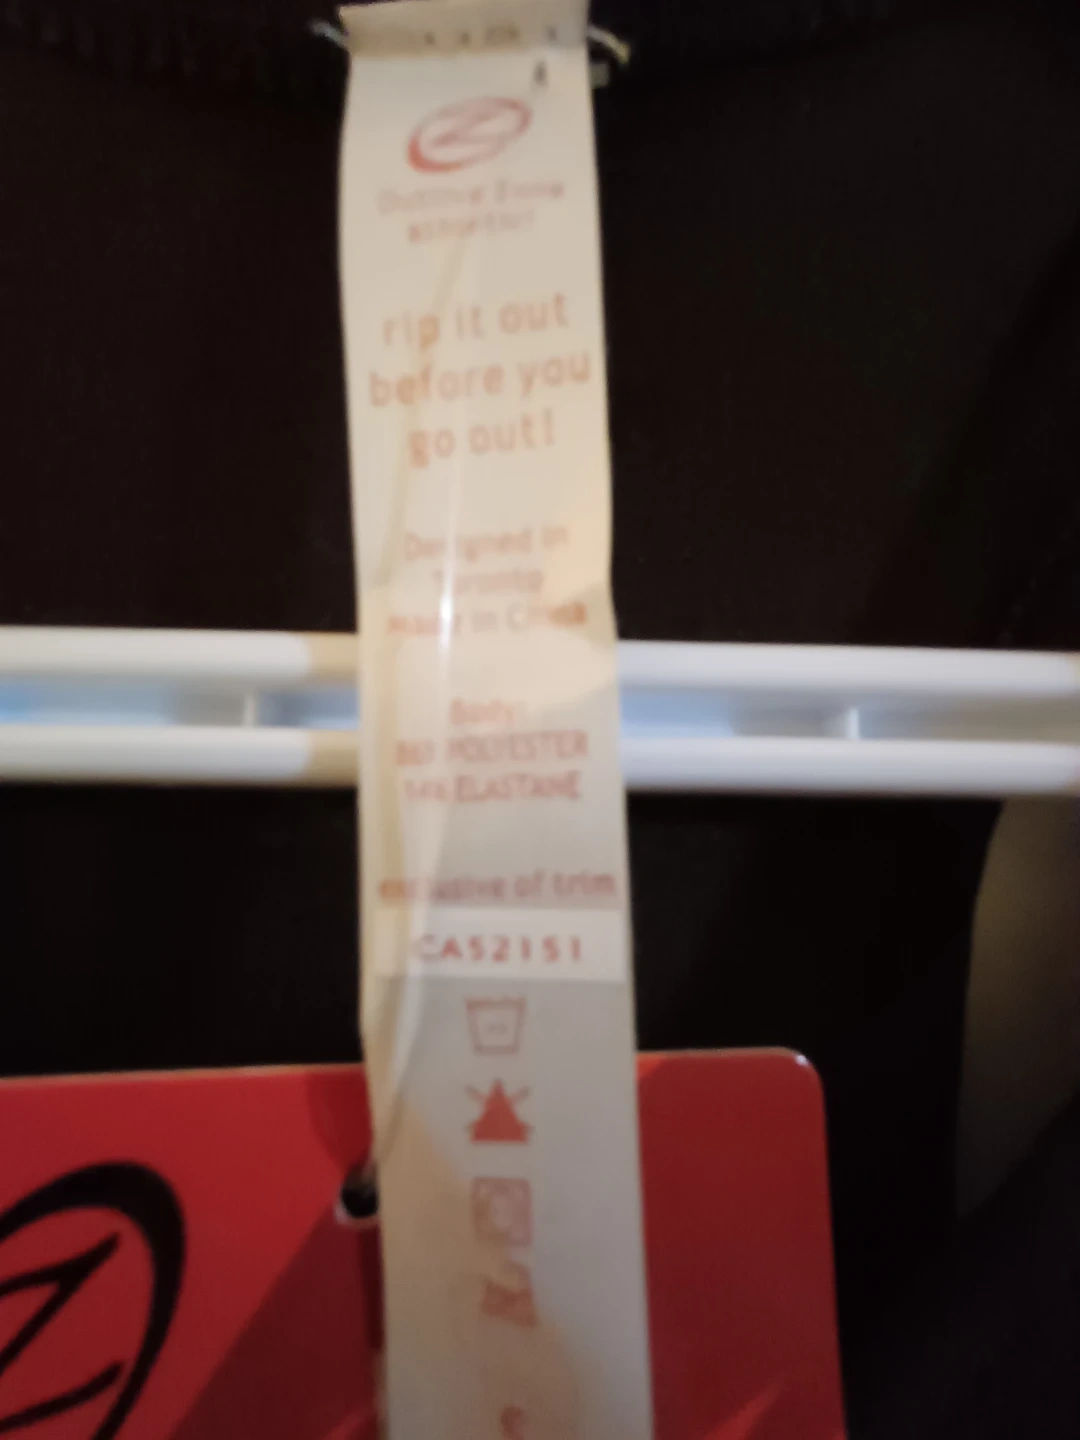 rip it out
before you
go out!
Designed in
Toronto
Made in China
Body:
POLYESTER
ELASTANE
exclusive of trim
CA52151